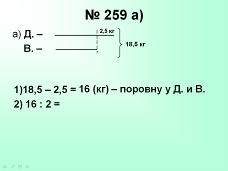 № 259 а)
а) Д. –
2,5 кг
18,5 кг
В. –
1)18,5 – 2,5 = 16 (кг) – поровну у Д. и В.
2) 16 : 2 =